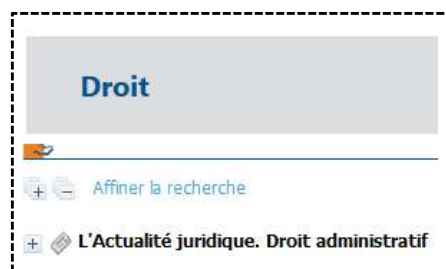 Droit
Affiner la recherche
L'Actualité juridique. Droit administratif